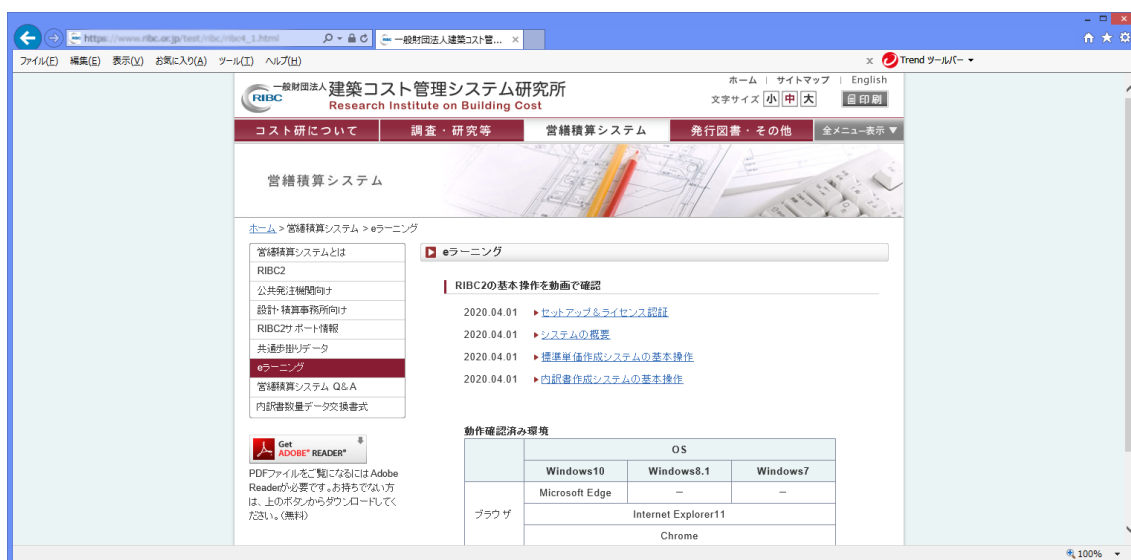 https://www.ribc.or.jp/test/ribc/ribc4_1.html
一般財団法人建築コスト管...
ファイル(F) 編集(E) 表示(V) お気に入り(A) ツール(T) ヘルプ(H)
x Trend ツールバー
ホーム | サイトマップ | English
RIBC 一般財団法人 建築コスト管理システム研究所
Research Institute on Building Cost
文字サイズ 小 中 大 印刷
コスト研について 調査・研究等 営繕積算システム 発行図書・その他 全メニュー表示 ▼
営繕積算システム
ホーム > 営繕積算システム > eラーニング
営繕積算システムとは
RIBC2
公共発注機関向け
設計・積算事務所向け
RIBC2サポート情報
共通歩掛りデータ
eラーニング
営繕積算システム Q&A
内訳書数量データ交換書式
Get
ADOBE® READER®
PDFファイルをご覧になるには Adobe
Readerが必要です。お持ちでない方
は、上のボタンからダウンロードしてく
ださい。(無料)
eラーニング
RIBC2の基本操作を動画で確認
2020.04.01 セットアップ&ライセンス認証
2020.04.01 システムの概要
2020.04.01 標準単価作成システムの基本操作
2020.04.01 内訳書作成システムの基本操作
動作確認済み環境
OS
Windows10 Windows8.1 Windows7
ブラウザ
Microsoft Edge － －
Internet Explorer11
Chrome
100%